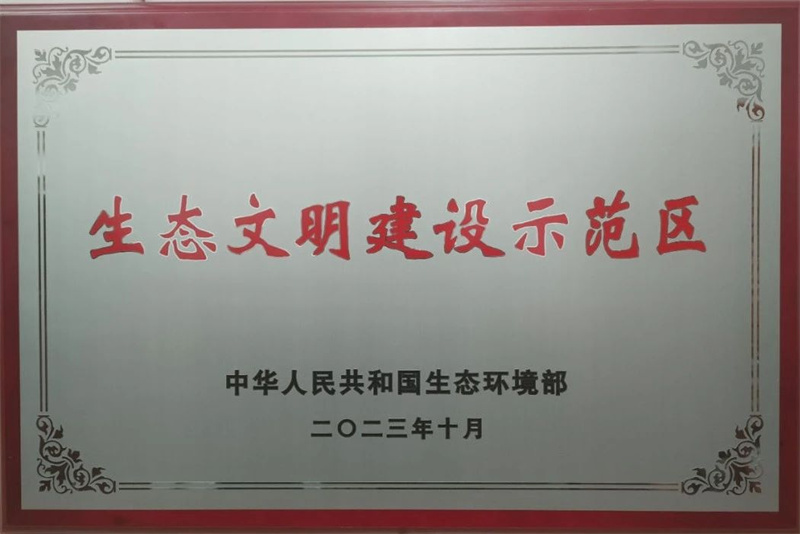 生态文明建设示范区
中华人民共和国生态环境部
二〇二三年十月